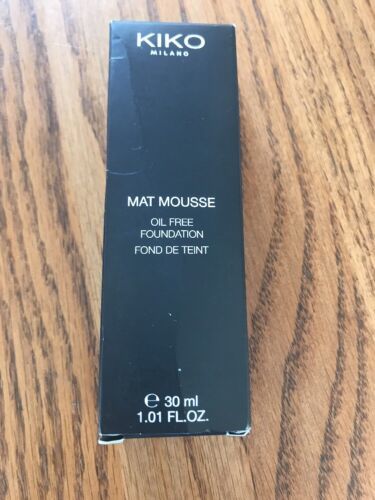 KIKO
MILANO
MAT MOUSSE
OIL FREE
FOUNDATION
FOND DE TEINT
℮ 30 ml
1.01 FL.OZ.